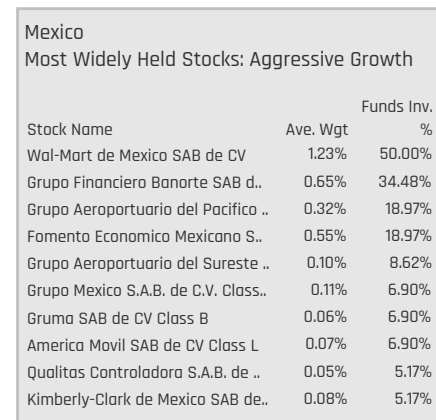 Mexico
Most Widely Held Stocks: Aggressive Growth
Funds Inv.
Stock Name Ave. Wgt %
Wal-Mart de Mexico SAB de CV 1.23% 50.00%
Grupo Financiero Banorte SAB d.. 0.65% 34.48%
Grupo Aeroportuario del Pacifico .. 0.32% 18.97%
Fomento Economico Mexicano S.. 0.55% 18.97%
Grupo Aeroportuario del Sureste .. 0.10% 8.62%
Grupo Mexico S.A.B. de C.V. Class.. 0.11% 6.90%
Gruma SAB de CV Class B 0.06% 6.90%
America Movil SAB de CV Class L 0.07% 6.90%
Qualitas Controladora S.A.B. de .. 0.05% 5.17%
Kimberly-Clark de Mexico SAB de.. 0.08% 5.17%